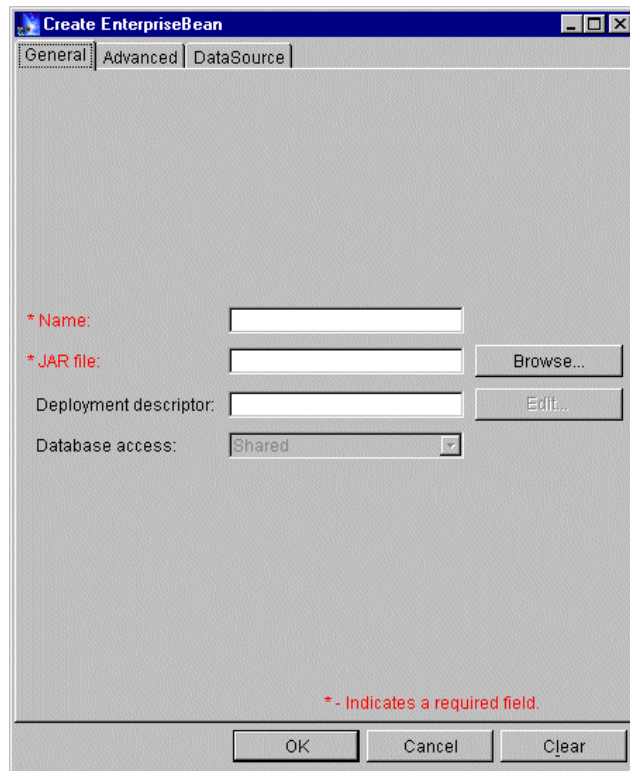 Create EnterpriseBean
General Advanced DataSource
* Name:
* JAR file: Browse...
Deployment descriptor: Edit...
Database access: Shared
* - Indicates a required field.
OK Cancel Clear